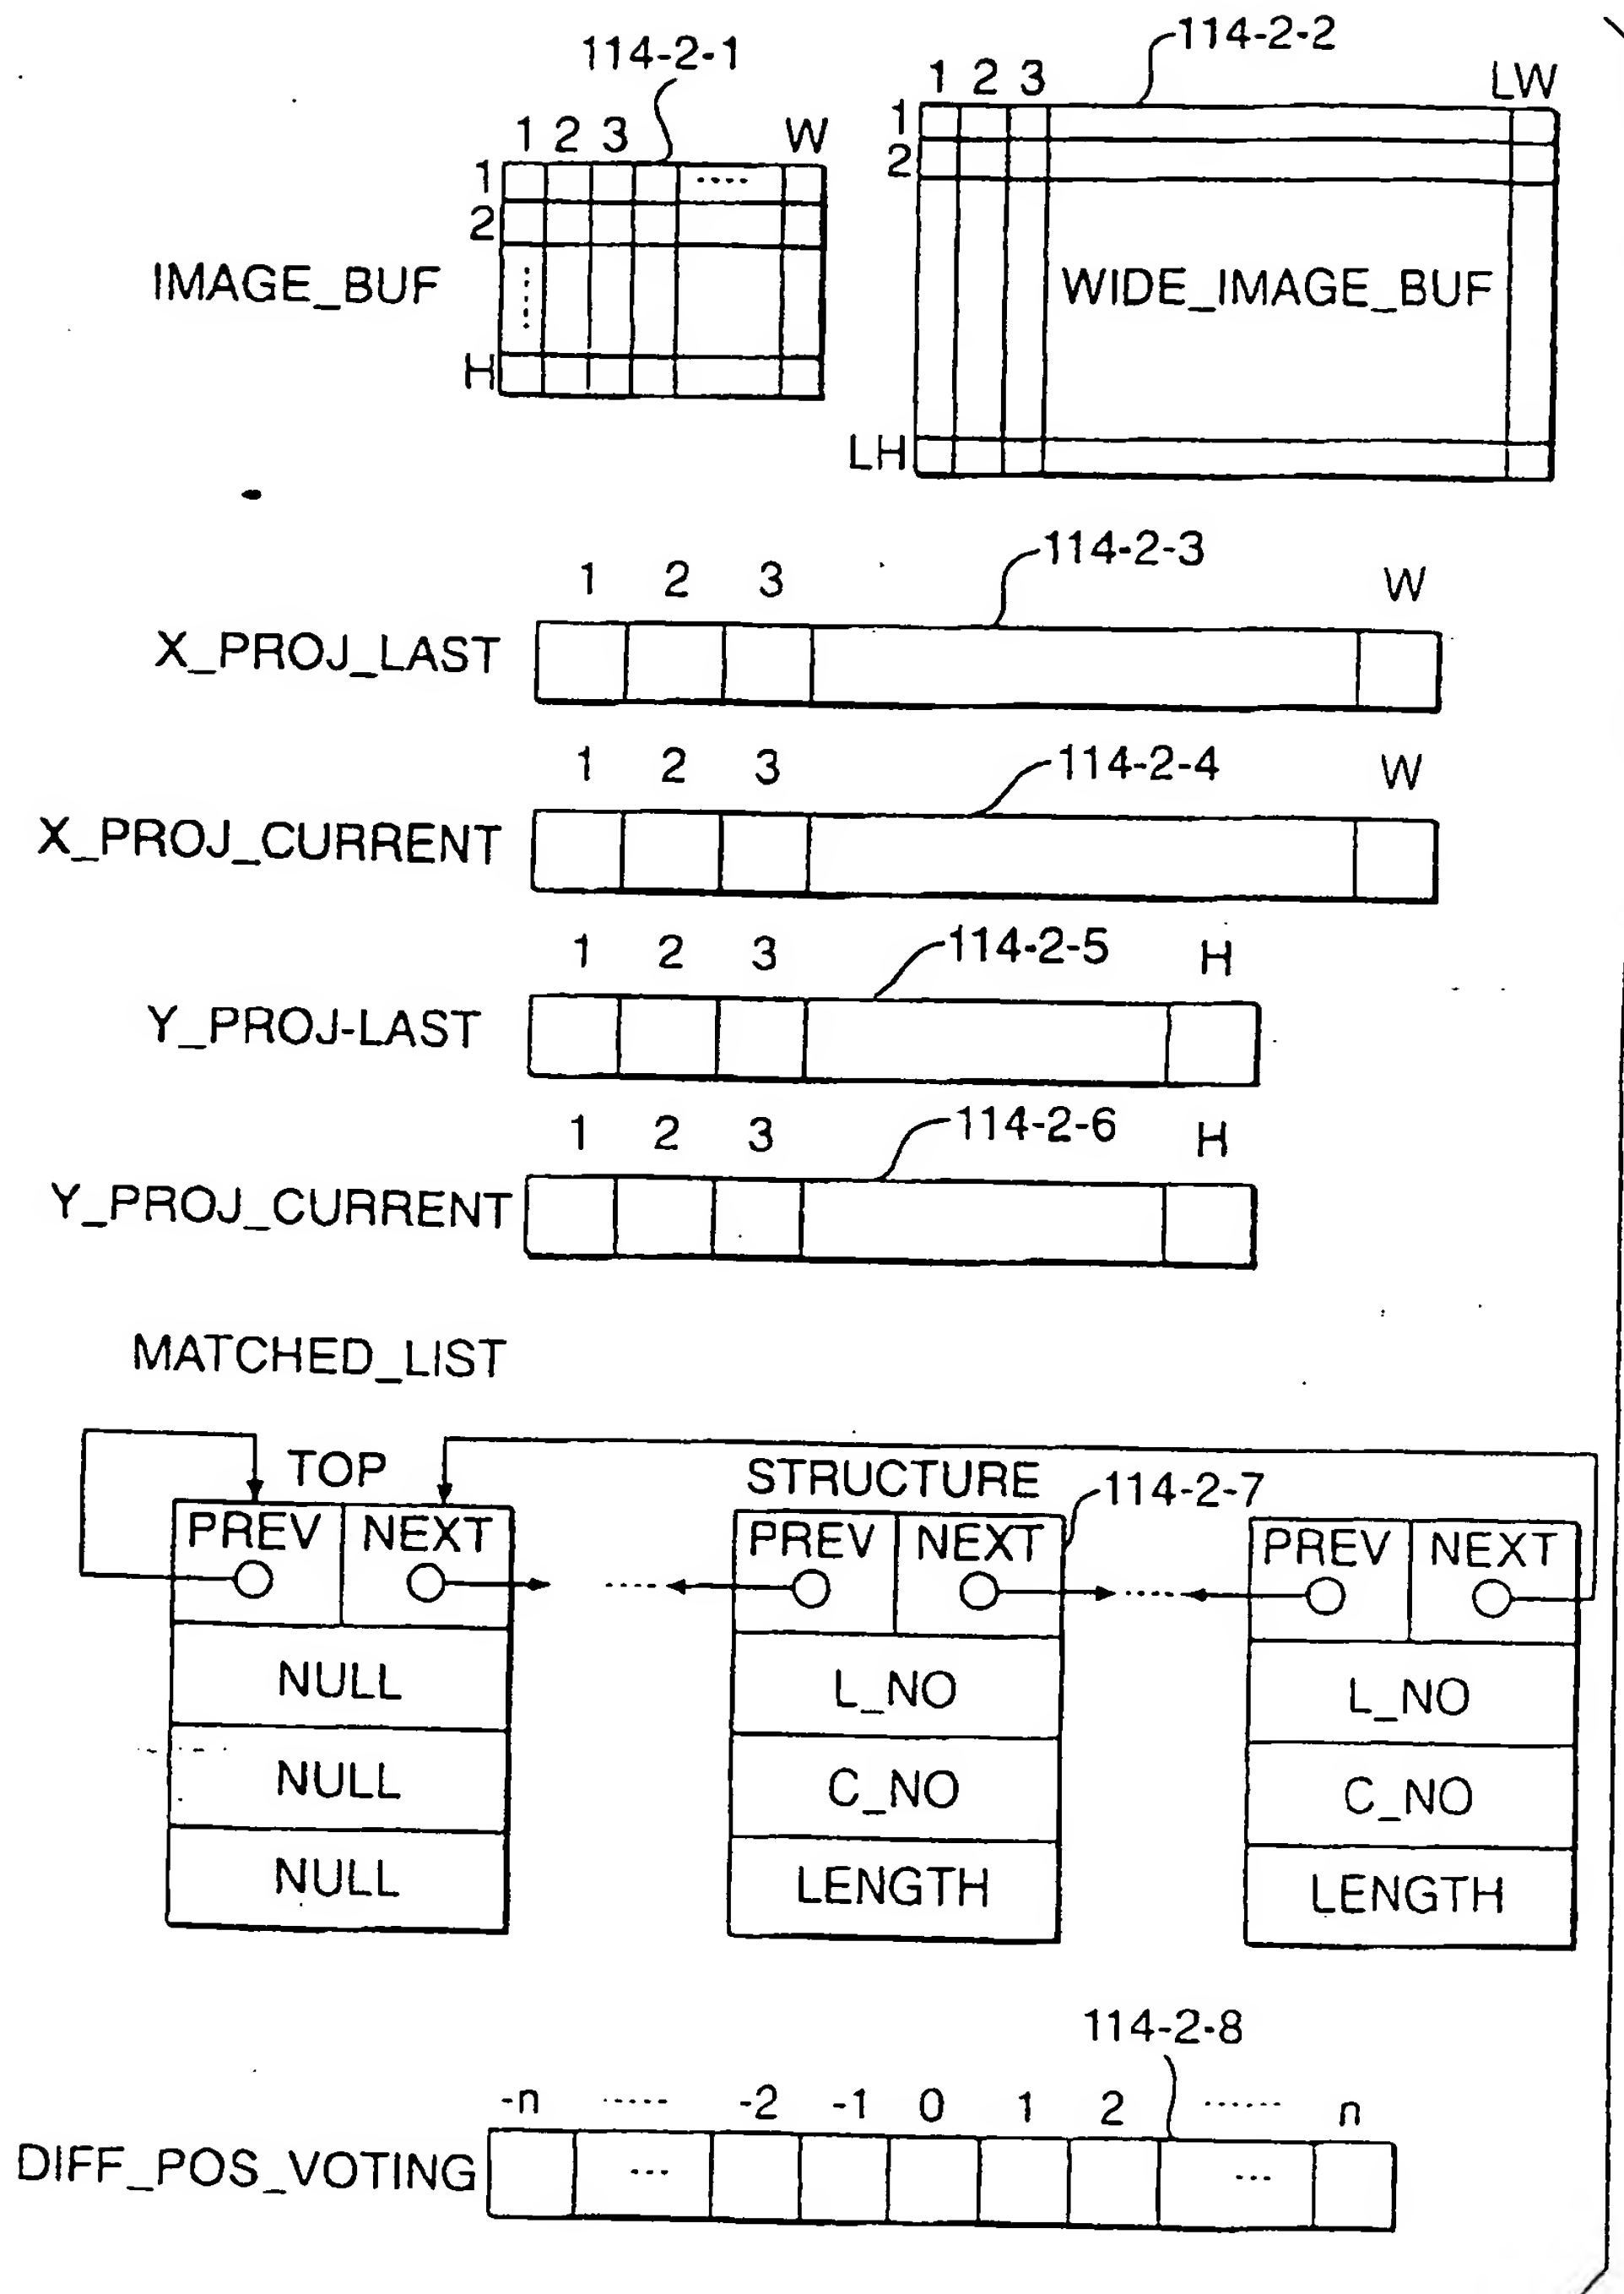 114-2-1
1 2 3 W
1
2
H
IMAGE_BUF
114-2-2
1 2 3 LW
1
2
LH
WIDE_IMAGE_BUF
114-2-3
1 2 3 W
X_PROJ_LAST
114-2-4
1 2 3 W
X_PROJ_CURRENT
114-2-5
1 2 3 H
Y_PROJ-LAST
114-2-6
1 2 3 H
Y_PROJ_CURRENT
MATCHED_LIST
TOP
PREV NEXT
NULL
NULL
NULL
STRUCTURE
114-2-7
PREV NEXT
L_NO
C_NO
LENGTH
PREV NEXT
L_NO
C_NO
LENGTH
114-2-8
-n ..... -2 -1 0 1 2 ...... n
DIFF_POS_VOTING ... ...